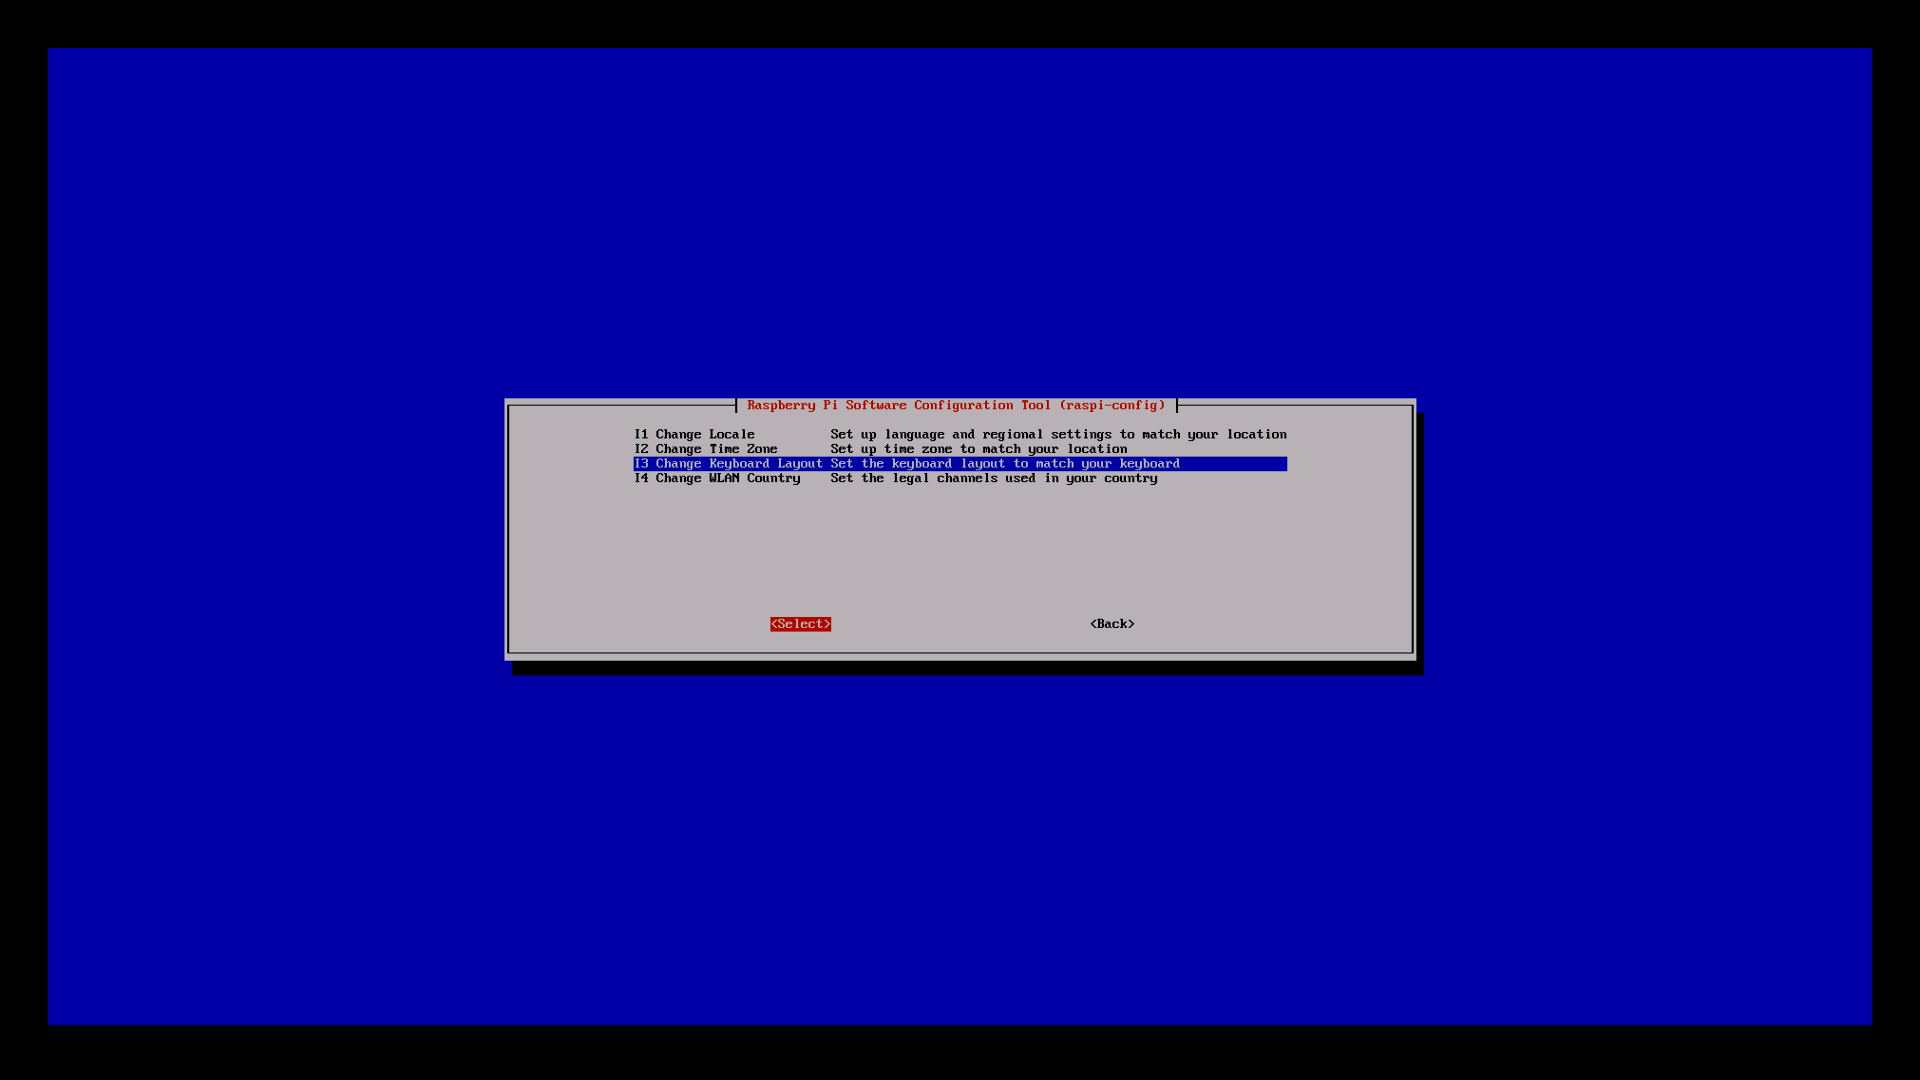 Raspberry Pi Software Configuration Tool (raspi-config)
I1 Change Locale Set up language and regional settings to match your location
I2 Change Time Zone Set up time zone to match your location
I3 Change Keyboard Layout Set the keyboard layout to match your keyboard
I4 Change WLAN Country Set the legal channels used in your country
<Select> <Back>